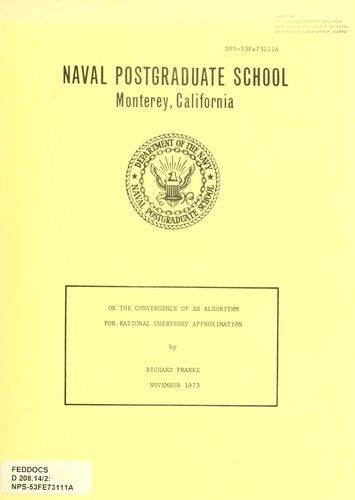 NPS-53Fe73111A
NAVAL POSTGRADUATE SCHOOL
Monterey, California
DEPARTMENT OF THE NAVY
NAVAL POSTGRADUATE SCHOOL
ON THE CONVERGENCE OF AN ALGORITHM
FOR RATIONAL CHEBYSHEV APPROXIMATION
by
RICHARD FRANKE
NOVEMBER 1973
FEDDOCS
D 208.14/2:
NPS-53FE73111A